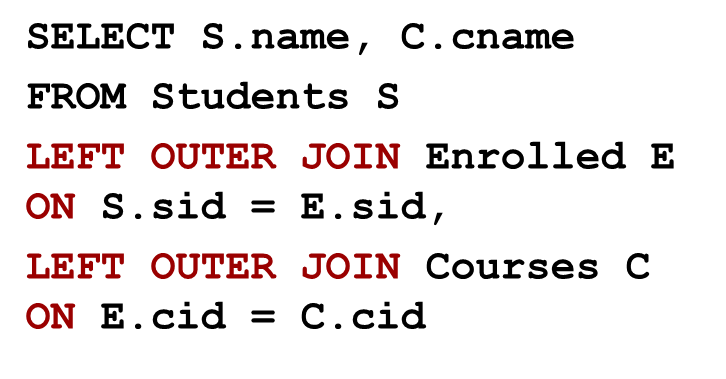 SELECT S.name, C.cname
FROM Students S
LEFT OUTER JOIN Enrolled E
ON S.sid = E.sid,
LEFT OUTER JOIN Courses C
ON E.cid = C.cid